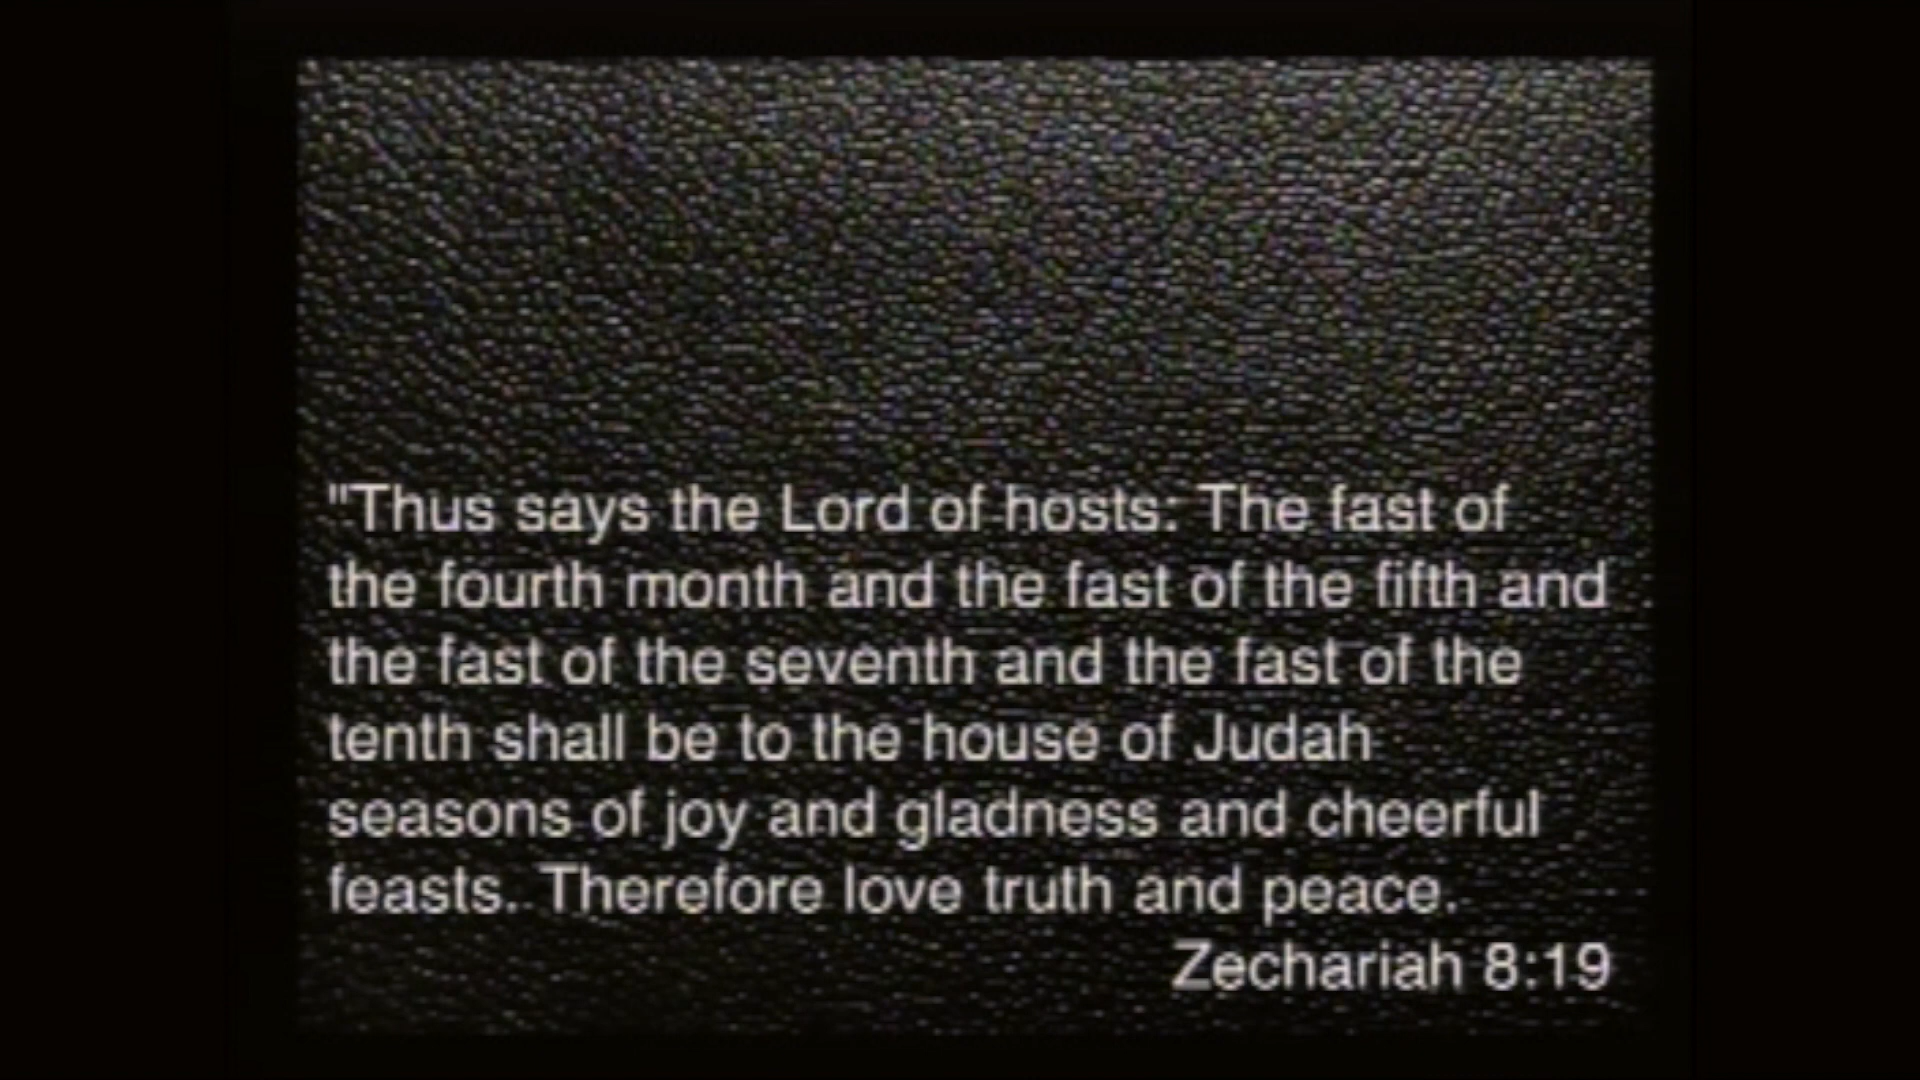 "Thus says the Lord of hosts: The fast of
the fourth month and the fast of the fifth and
the fast of the seventh and the fast of the
tenth shall be to the house of Judah
seasons of joy and gladness and cheerful
feasts. Therefore love truth and peace.
Zechariah 8:19